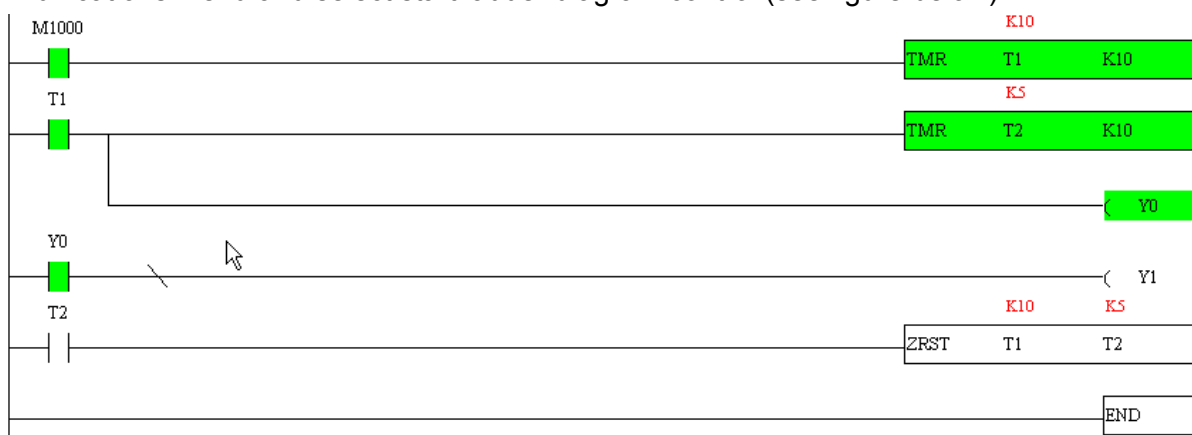 M1000 K10
TMR T1 K10
T1 K5
TMR T2 K10
Y0
Y0
Y1
T2 K10 K5
ZRST T1 T2
END